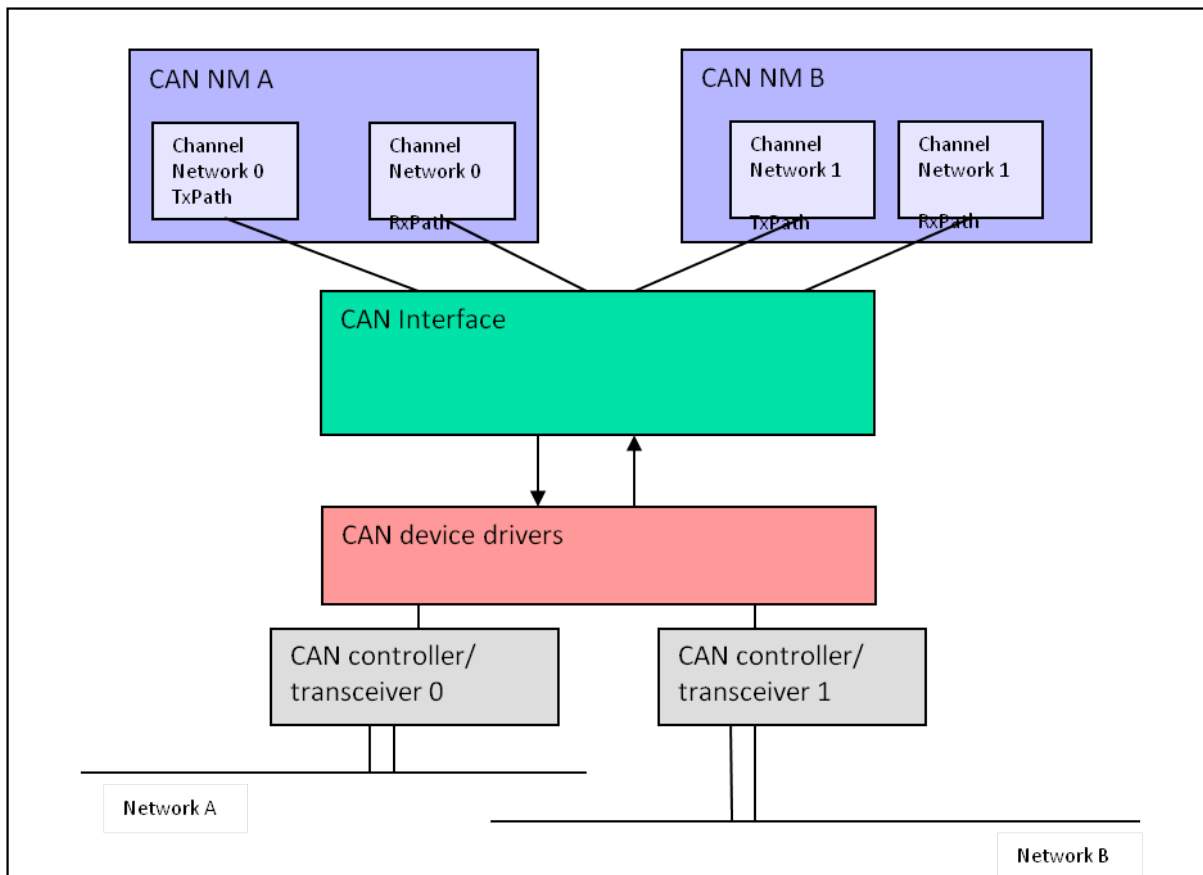 CAN NM A
Channel
Network 0
TxPath
Channel
Network 0
RxPath
CAN NM B
Channel
Network 1
TxPath
Channel
Network 1
RxPath
CAN Interface
CAN device drivers
CAN controller/
transceiver 0
CAN controller/
transceiver 1
Network A
Network B